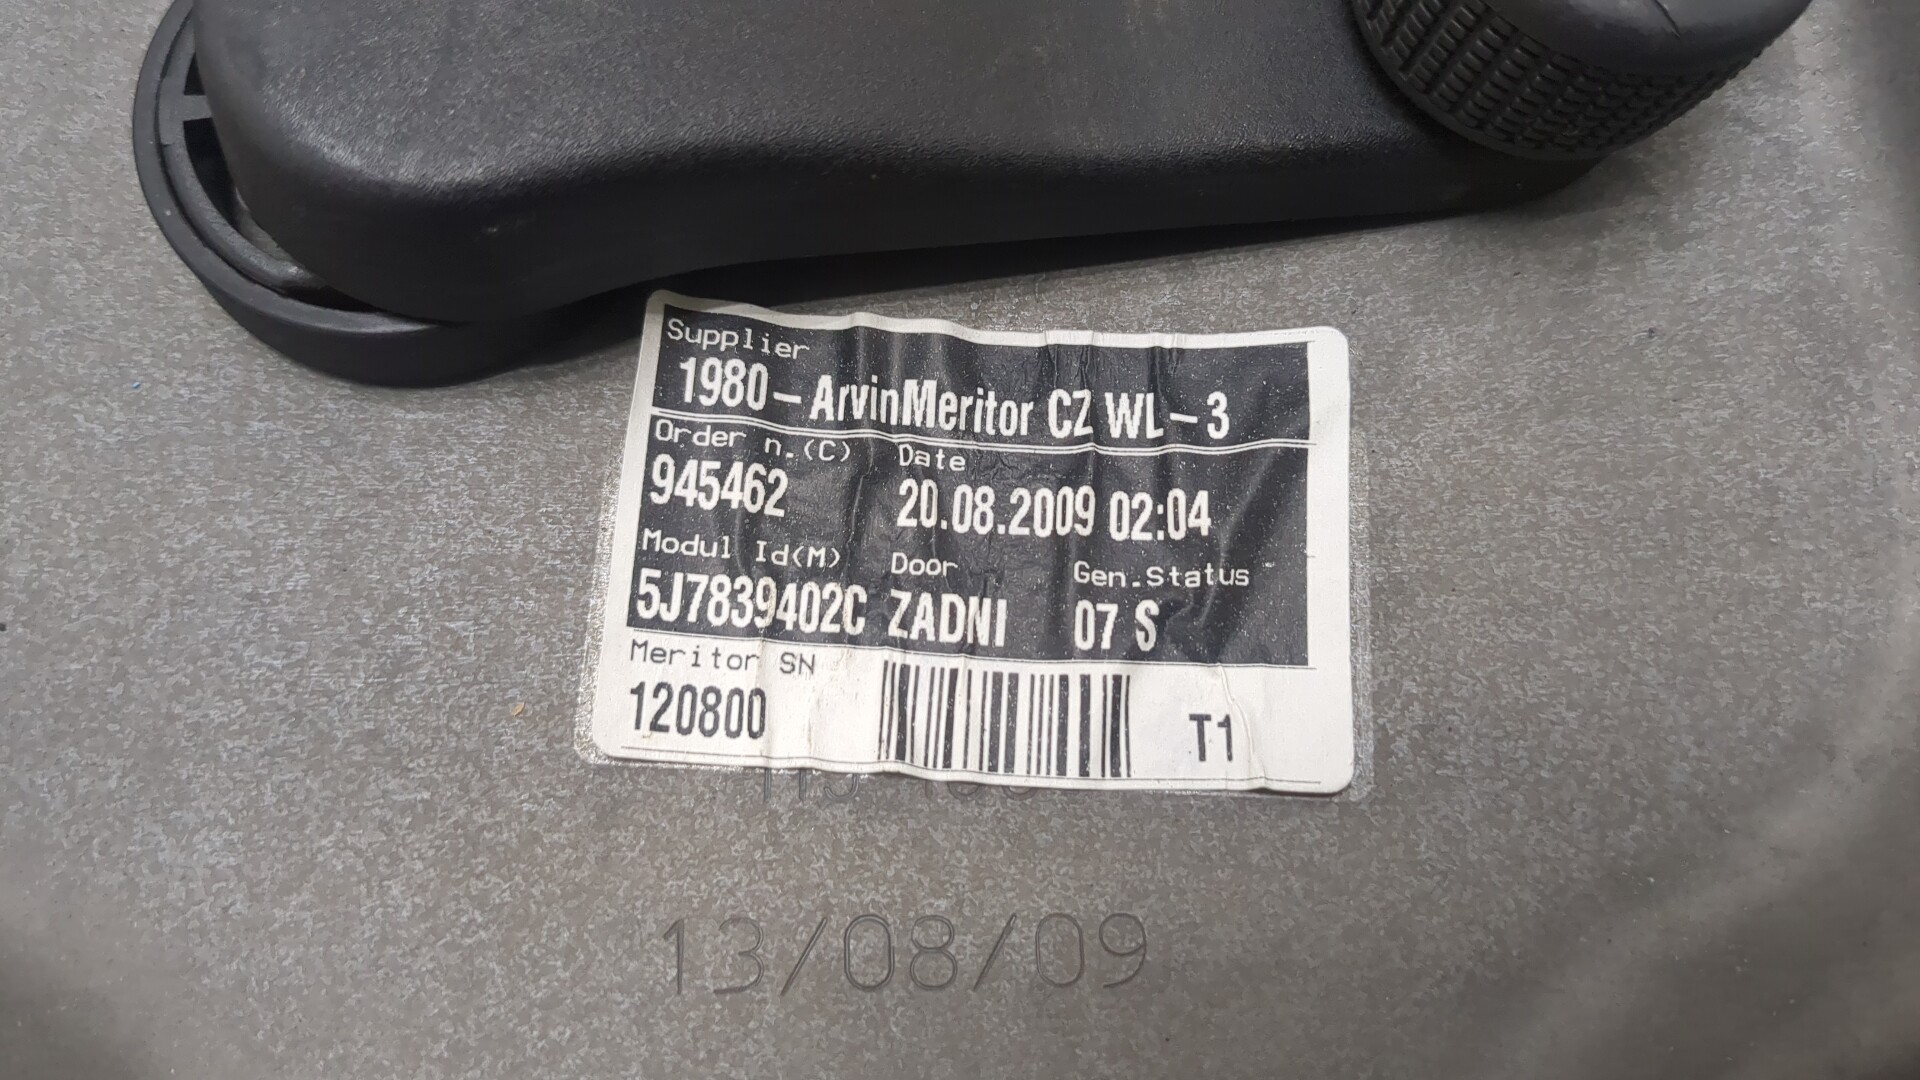 Supplier
1980-ArvinMeritor CZ WL-3
Order n.(C) Date
945462 20.08.2009 02:04
Modul Id(M) Door Gen.Status
5J7839402C ZADNI 07 S
Meritor SN
120800 T1
13/08/09